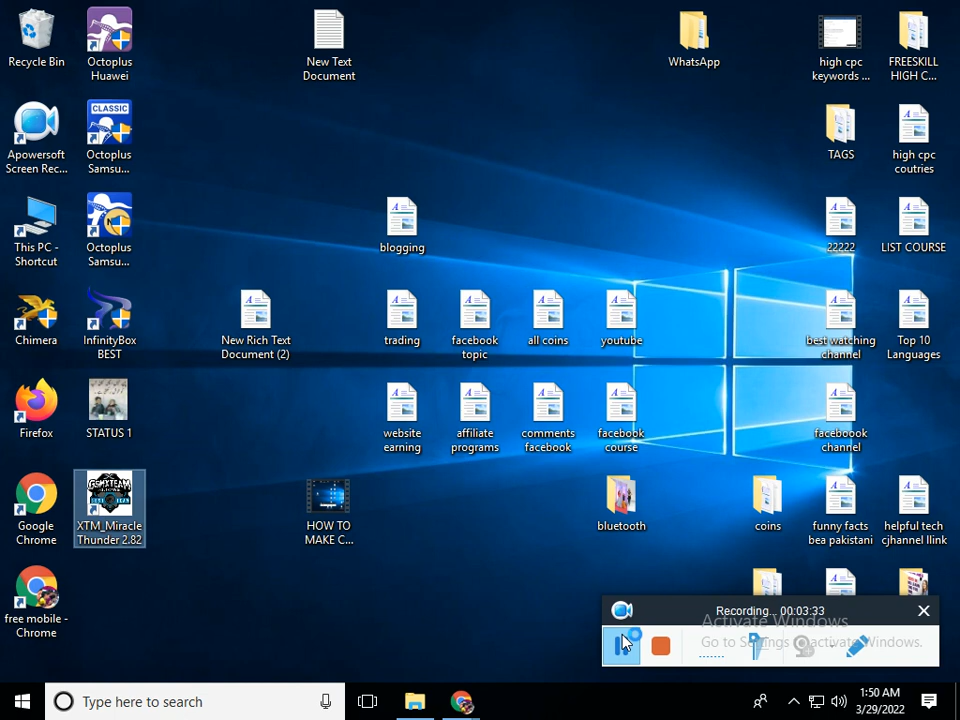 Recycle Bin
Octoplus
Huawei
New Text
Document
WhatsApp
high cpc
keywords ...
FREESKILL
HIGH C...
CLASSIC
Apowersoft
Screen Rec...
Octoplus
Samsu...
TAGS
high cpc
coutries
This PC -
Shortcut
Octoplus
Samsu...
blogging
22222
LIST COURSE
Chimera
InfinityBox
BEST
New Rich Text
Document (2)
trading
facebook
topic
all coins
youtube
best watching
channel
Top 10
Languages
Firefox
STATUS 1
website
earning
affiliate
programs
comments
facebook
facebook
course
faceboook
channel
GSMXTEAM
Google
Chrome
XTM_Miracle
Thunder 2.82
HOW TO
MAKE C...
bluetooth
coins
funny facts
bea pakistani
helpful tech
cjhannel llink
free mobile -
Chrome
Recording... 00:03:33
Activate Windows
Go to Settings to activate Windows.
Type here to search
1:50 AM
3/29/2022